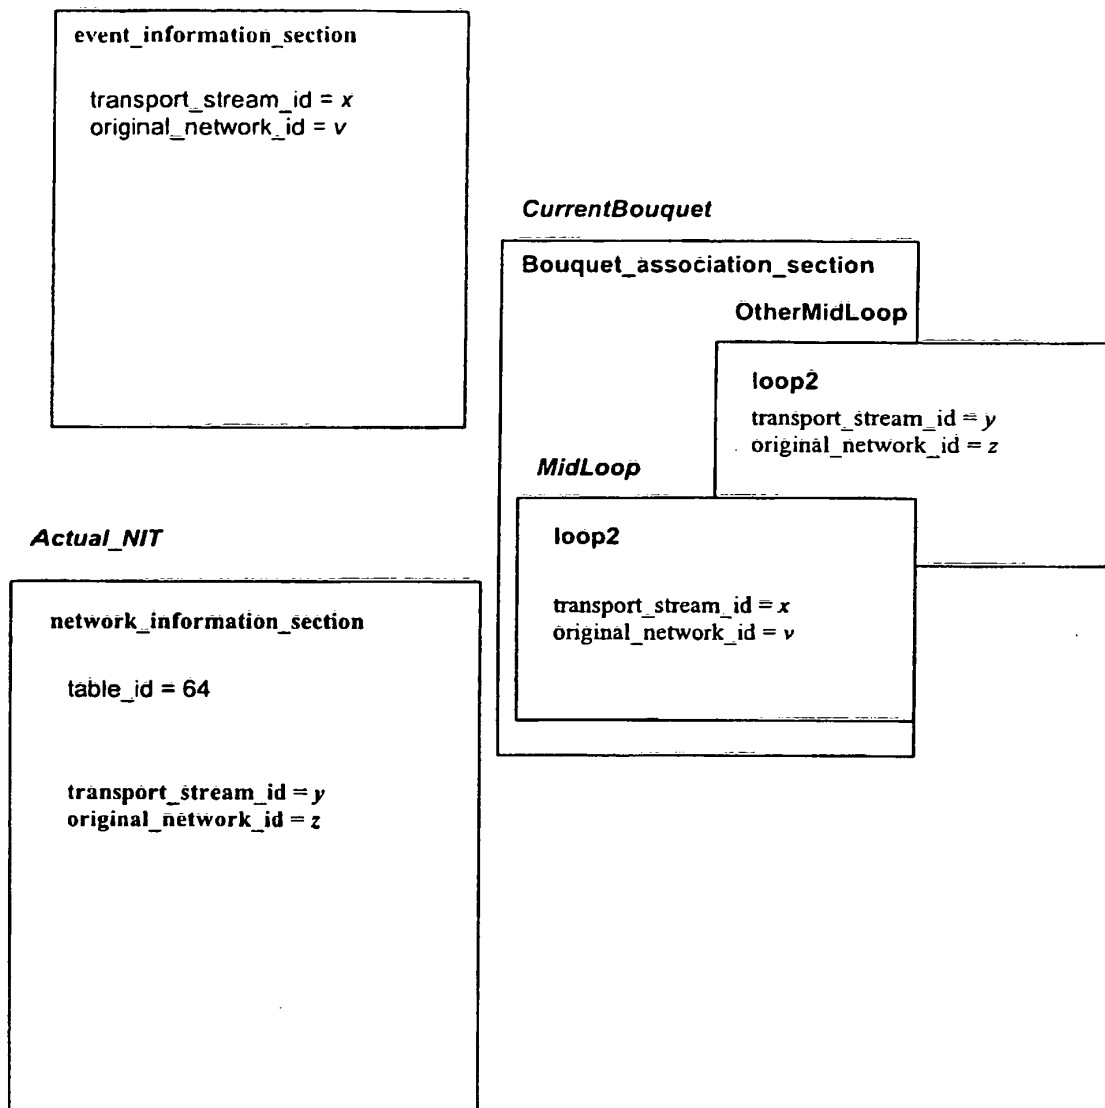 event_information_section
transport_stream_id = x
original_network_id = v
CurrentBouquet
Bouquet_association_section
OtherMidLoop
loop2
transport_stream_id = y
original_network_id = z
MidLoop
loop2
transport_stream_id = x
original_network_id = v
Actual_NIT
network_information_section
table_id = 64
transport_stream_id = y
original_network_id = z